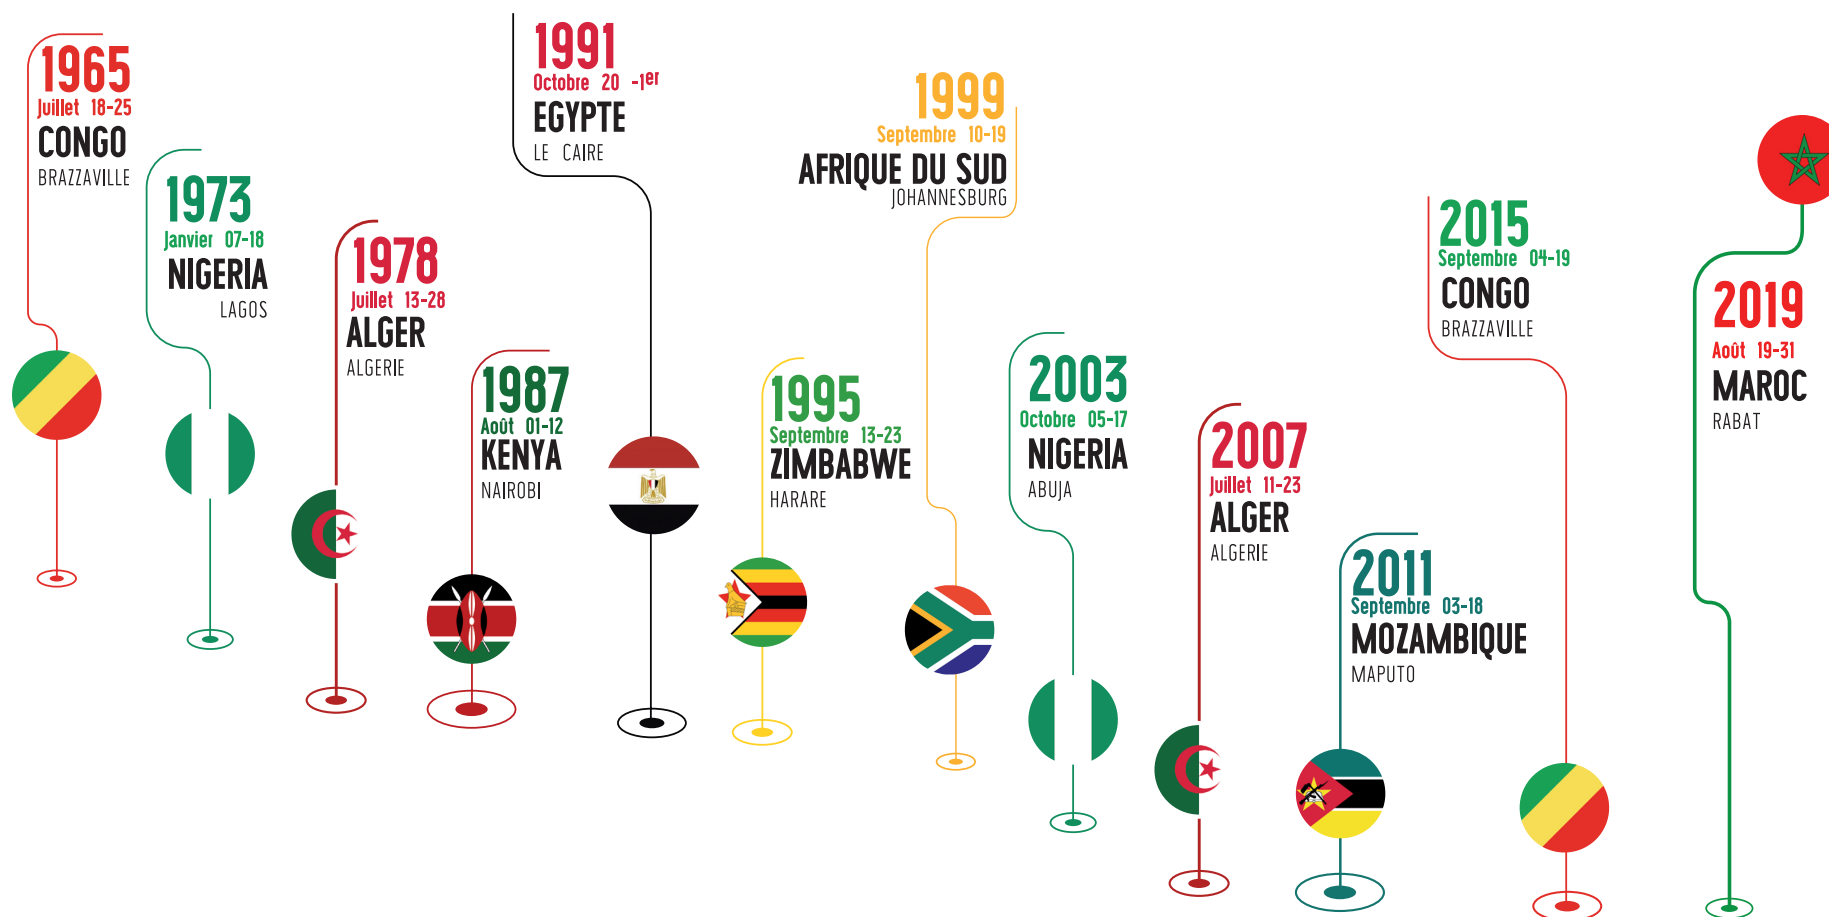 1965
Juillet 18-25
CONGO
BRAZZAVILLE
1973
Janvier 07-18
NIGERIA
LAGOS
1978
Juillet 13-28
ALGER
ALGERIE
1987
Août 01-12
KENYA
NAIROBI
1991
Octobre 20 -1er
EGYPTE
LE CAIRE
1995
Septembre 13-23
ZIMBABWE
HARARE
1999
Septembre 10-19
AFRIQUE DU SUD
JOHANNESBURG
2003
Octobre 05-17
NIGERIA
ABUJA
2007
Juillet 11-23
ALGER
ALGERIE
2011
Septembre 03-18
MOZAMBIQUE
MAPUTO
2015
Septembre 04-19
CONGO
BRAZZAVILLE
2019
Août 19-31
MAROC
RABAT